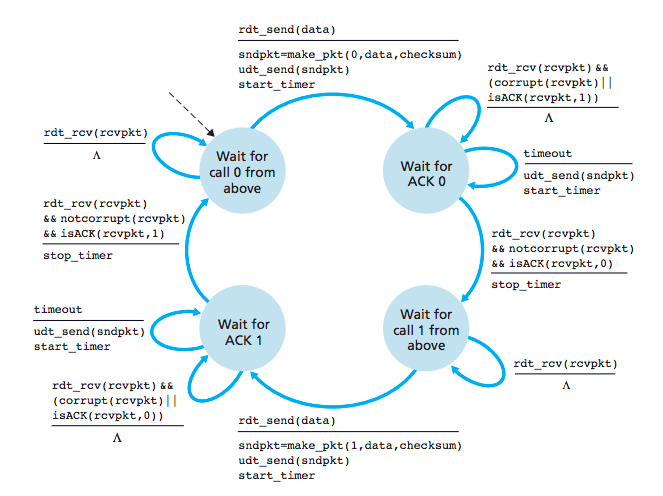 rdt_send(data)
sndpkt=make_pkt(0,data,checksum)
udt_send(sndpkt)
start_timer
rdt_rcv(rcvpkt) &&
(corrupt(rcvpkt)||
isACK(rcvpkt,1))
Λ
rdt_rcv(rcvpkt)
Λ
Wait for
call 0 from
above
Wait for
ACK 0
timeout
udt_send(sndpkt)
start_timer
rdt_rcv(rcvpkt)
&& notcorrupt(rcvpkt)
&& isACK(rcvpkt,1)
stop_timer
rdt_rcv(rcvpkt)
&& notcorrupt(rcvpkt)
&& isACK(rcvpkt,0)
stop_timer
timeout
udt_send(sndpkt)
start_timer
Wait for
ACK 1
Wait for
call 1 from
above
rdt_rcv(rcvpkt)
Λ
rdt_rcv(rcvpkt) &&
(corrupt(rcvpkt)||
isACK(rcvpkt,0))
Λ
rdt_send(data)
sndpkt=make_pkt(1,data,checksum)
udt_send(sndpkt)
start_timer